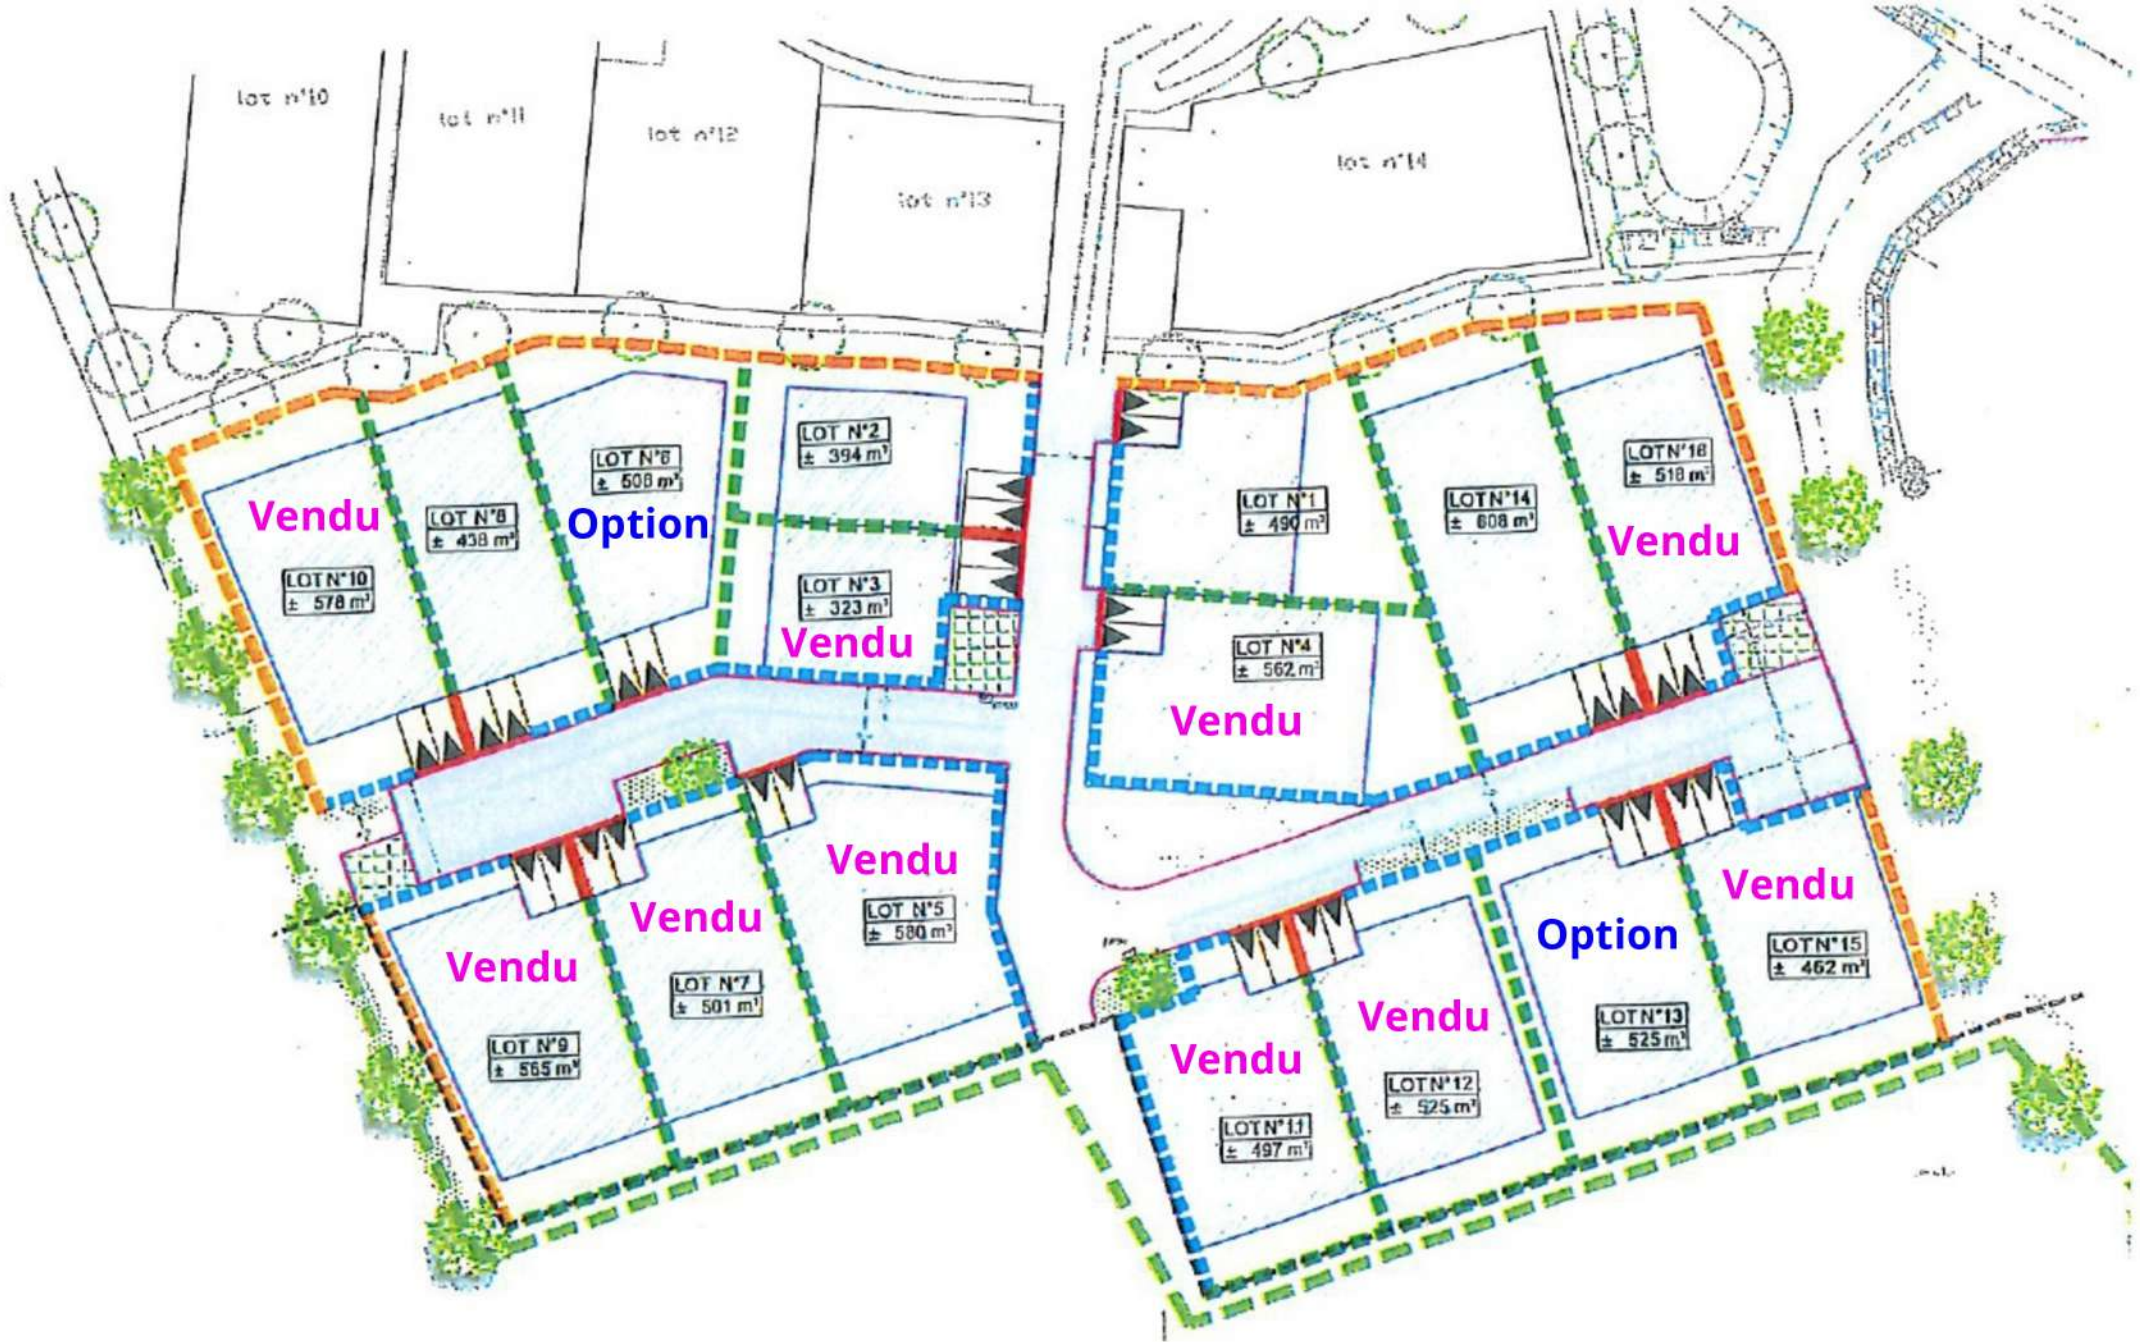 lot n°10
lot n°11
lot n°12
lot n°13
lot n°14
LOT N°2
± 394 m²
LOT N°6
± 508 m²
Option
LOT N°16
± 518 m²
Vendu
LOT N°1
± 490 m²
LOT N°14
± 608 m²
Vendu
LOT N°10
± 578 m²
LOT N°8
± 438 m²
LOT N°3
± 323 m²
Vendu
LOT N°4
± 562 m²
Vendu
Vendu
LOT N°5
± 580 m²
Vendu
LOT N°7
± 501 m²
Vendu
LOT N°9
± 565 m²
Vendu
LOT N°15
± 462 m²
Option
LOT N°13
± 525 m²
Vendu
LOT N°12
± 525 m²
Vendu
LOT N°11
± 497 m²